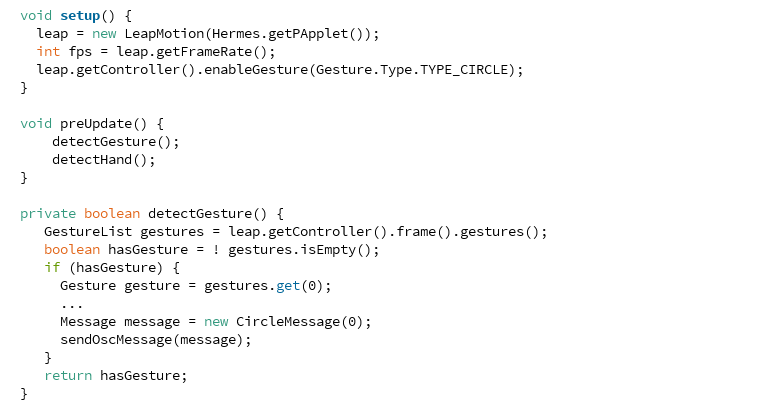 void setup() {
  leap = new LeapMotion(Hermes.getPApplet());
  int fps = leap.getFrameRate();
  leap.getController().enableGesture(Gesture.Type.TYPE_CIRCLE);
}

void preUpdate() {
    detectGesture();
    detectHand();
}

private boolean detectGesture() {
   GestureList gestures = leap.getController().frame().gestures();
   boolean hasGesture = ! gestures.isEmpty();
   if (hasGesture) {
     Gesture gesture = gestures.get(0);
     ...
     Message message = new CircleMessage(0);
     sendOscMessage(message);
   }
   return hasGesture;
}